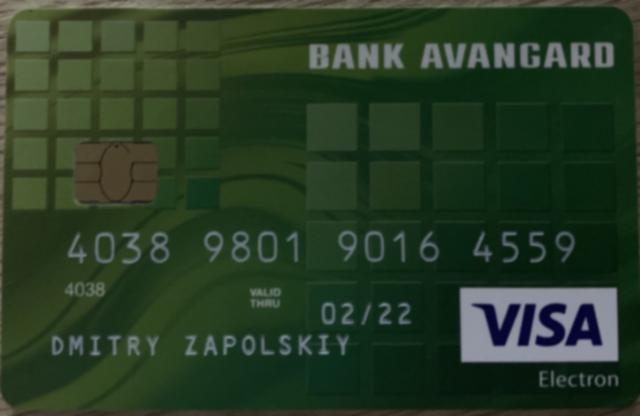 BANK AVANGARD
4038 9801 9016 4559
4038
VALID
THRU
02/22
DMITRY ZAPOLSKIY
VISA
Electron